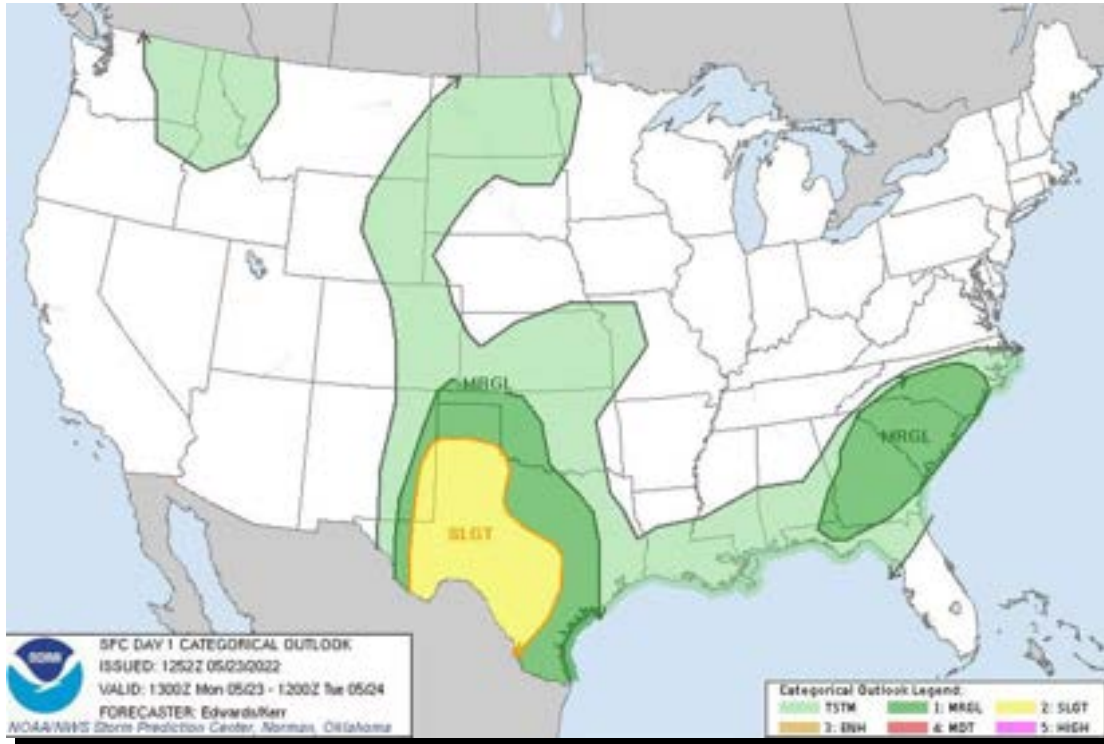 MRGL
MRGL
SLGT
SPC DAY 1 CATEGORICAL OUTLOOK
ISSUED: 1252Z 05/23/2022
VALID: 1300Z Mon 05/23 - 1200Z Tue 05/24
FORECASTER: Edwards/Kerr
NOAA/NWS Storm Prediction Center, Norman, Oklahoma
NOAA
Categorical Outlook Legend:
TSTM 1: MRGL 2: SLGT
3: ENH 4: MDT 5: HIGH